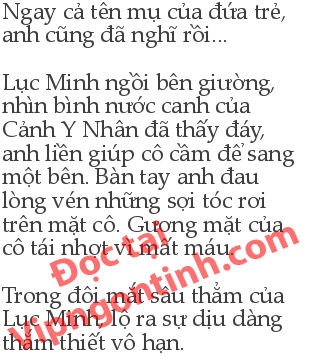 Ngay cả tên mụ của đứa trẻ,
anh cũng đã nghĩ rồi...
Lục Minh ngồi bên giường,
nhìn bình nước canh của
Cảnh Y Nhân đã thấy đáy,
anh liền giúp cô cầm để sang
một bên. Bàn tay anh đau
lòng vén những sợi tóc rơi
trên mặt cô. Gương mặt của
cô tái nhợt vì mất máu.
Trong đôi mắt sâu thẳm của
Lục Minh, lộ ra sự dịu dàng
thắm thiết vô hạn.
Đọc tại
Vipngontinh.com